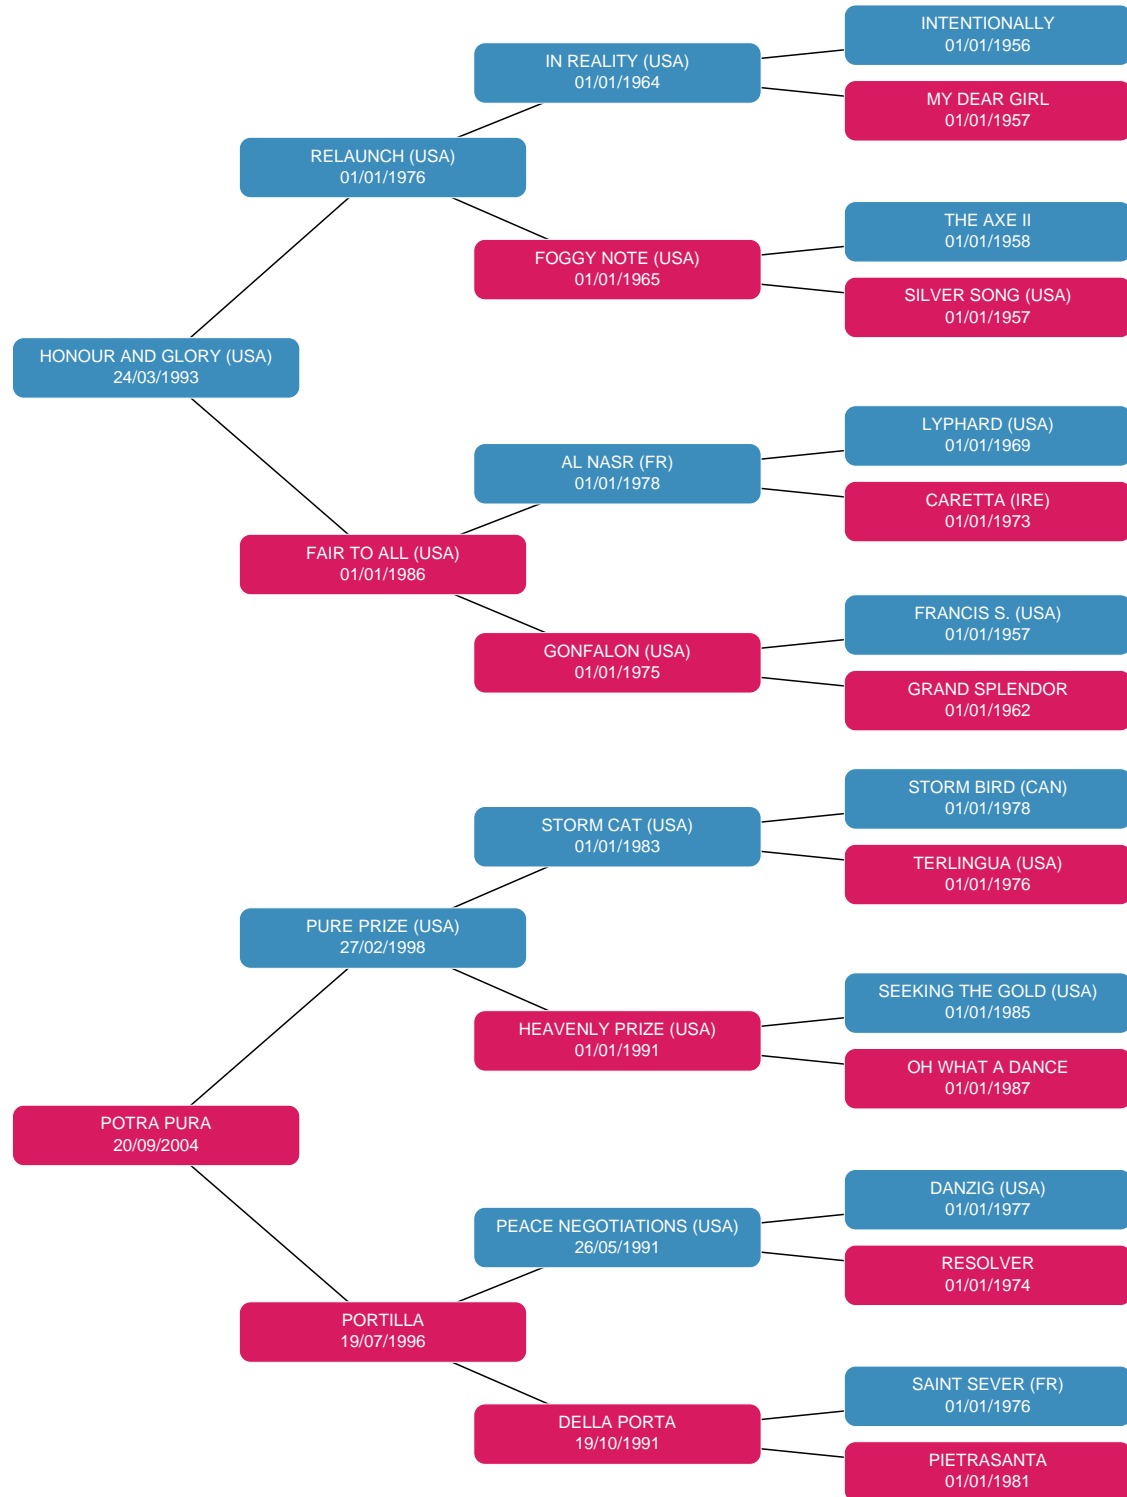 INTENTIONALLY
01/01/1956
IN REALITY (USA)
01/01/1964
MY DEAR GIRL
01/01/1957
RELAUNCH (USA)
01/01/1976
THE AXE II
01/01/1958
FOGGY NOTE (USA)
01/01/1965
SILVER SONG (USA)
01/01/1957
HONOUR AND GLORY (USA)
24/03/1993
LYPHARD (USA)
01/01/1969
AL NASR (FR)
01/01/1978
CARETTA (IRE)
01/01/1973
FAIR TO ALL (USA)
01/01/1986
FRANCIS S. (USA)
01/01/1957
GONFALON (USA)
01/01/1975
GRAND SPLENDOR
01/01/1962
STORM BIRD (CAN)
01/01/1978
STORM CAT (USA)
01/01/1983
TERLINGUA (USA)
01/01/1976
PURE PRIZE (USA)
27/02/1998
SEEKING THE GOLD (USA)
01/01/1985
HEAVENLY PRIZE (USA)
01/01/1991
OH WHAT A DANCE
01/01/1987
POTRA PURA
20/09/2004
DANZIG (USA)
01/01/1977
PEACE NEGOTIATIONS (USA)
26/05/1991
RESOLVER
01/01/1974
PORTILLA
19/07/1996
SAINT SEVER (FR)
01/01/1976
DELLA PORTA
19/10/1991
PIETRASANTA
01/01/1981